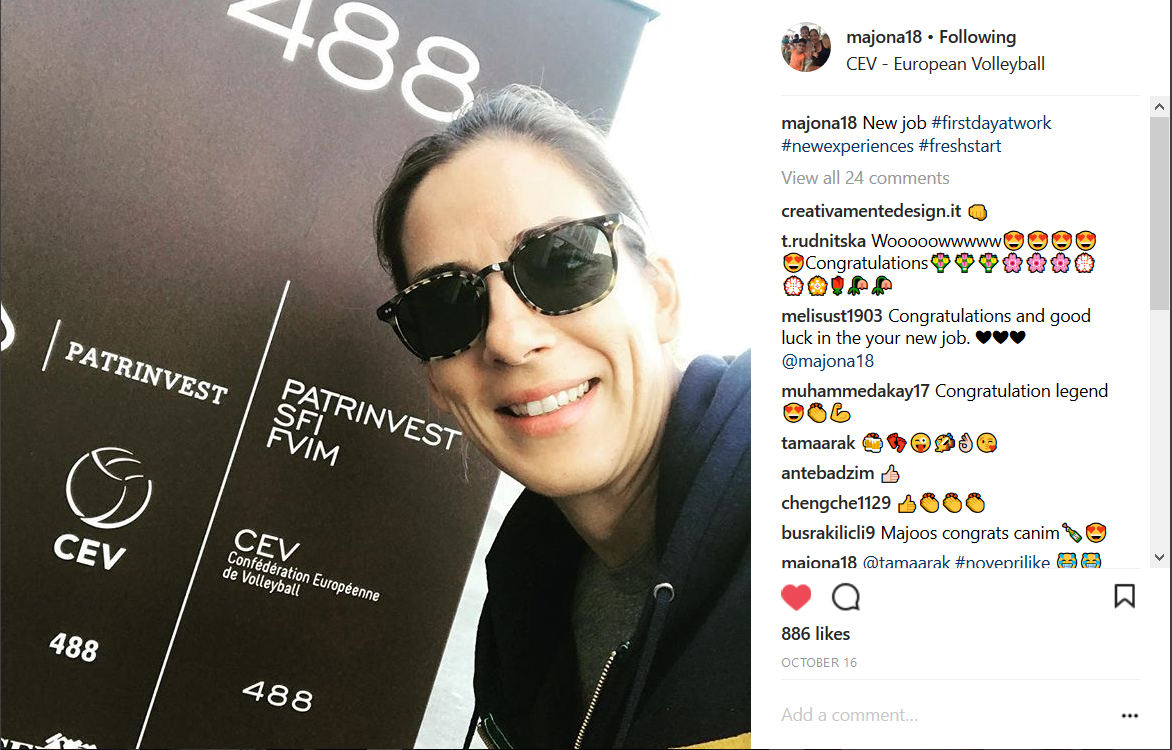 488
PATRINVEST
PATRINVEST
SFI
FVIM
CEV
CEV
Confédération Européenne
de Volleyball
488
488
majona18 • Following
CEV - European Volleyball
majona18 New job #firstdayatwork
#newexperiences #freshstart
View all 24 comments
creativamentedesign.it 👊
t.rudnitska Wooooowwwww😍😍😍😍
😍Congratulations💐💐💐🌸🌸🌸💮
💮🏵🌹🥀🥀
melisust1903 Congratulations and good
luck in the your new job. 🖤🖤🖤
@majona18
muhammedakay17 Congratulation legend
😍👏💪
tamaarak 🍻👣😜🤣👌😘
antebadzim 👍🏻
chengche1129 👍👏👏👏
busrakilicli9 Majoos congrats canim🍾😍
majona18 @tamaarak #noveprilike 😂😂
886 likes
OCTOBER 16
Add a comment...